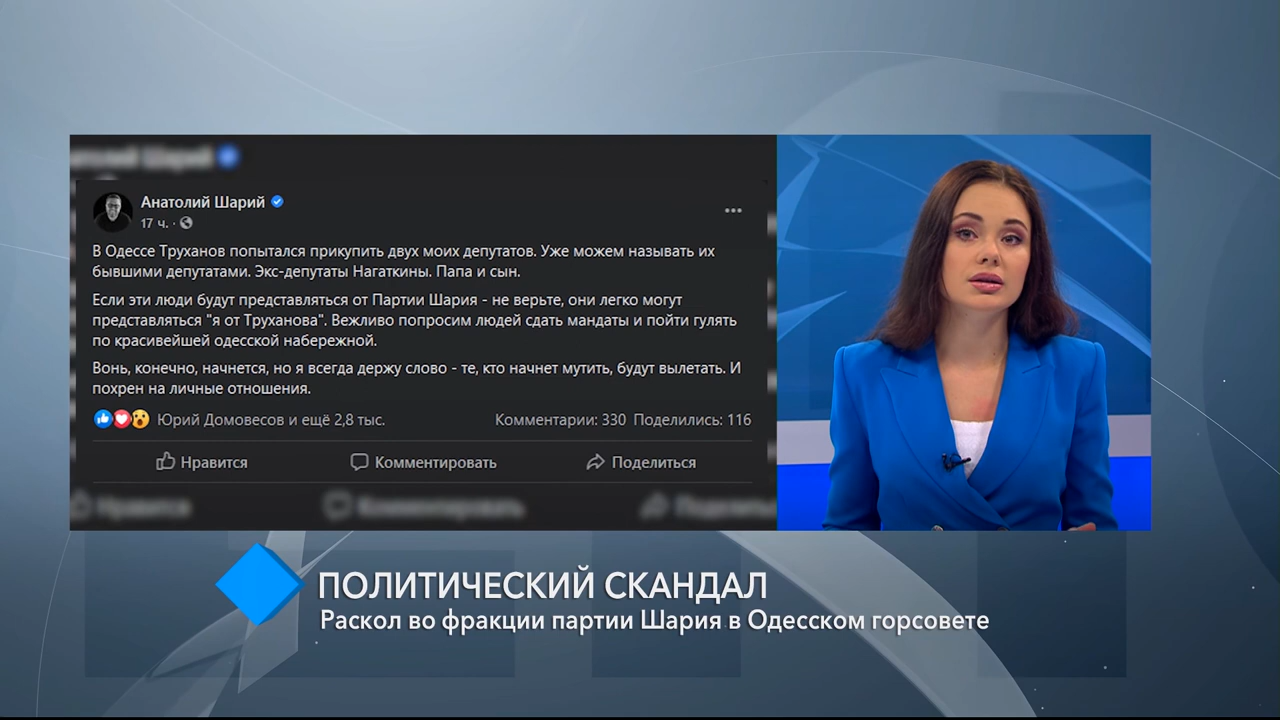 Анатолий Шарий
17 ч. ·
В Одессе Труханов попытался прикупить двух моих депутатов. Уже можем называть их
бывшими депутатами. Экс-депутаты Нагаткины. Папа и сын.
Если эти люди будут представляться от Партии Шария - не верьте, они легко могут
представляться "я от Труханова". Вежливо попросим людей сдать мандаты и пойти гулять
по красивейшей одесской набережной.
Вонь, конечно, начнется, но я всегда держу слово - те, кто начнет мутить, будут вылетать. И
похрен на личные отношения.
Юрий Домовесов и ещё 2,8 тыс. Комментарии: 330 Поделились: 116
Нравится Комментировать Поделиться
Нравится Комментировать
ПОЛИТИЧЕСКИЙ СКАНДАЛ
Раскол во фракции партии Шария в Одесском горсовете